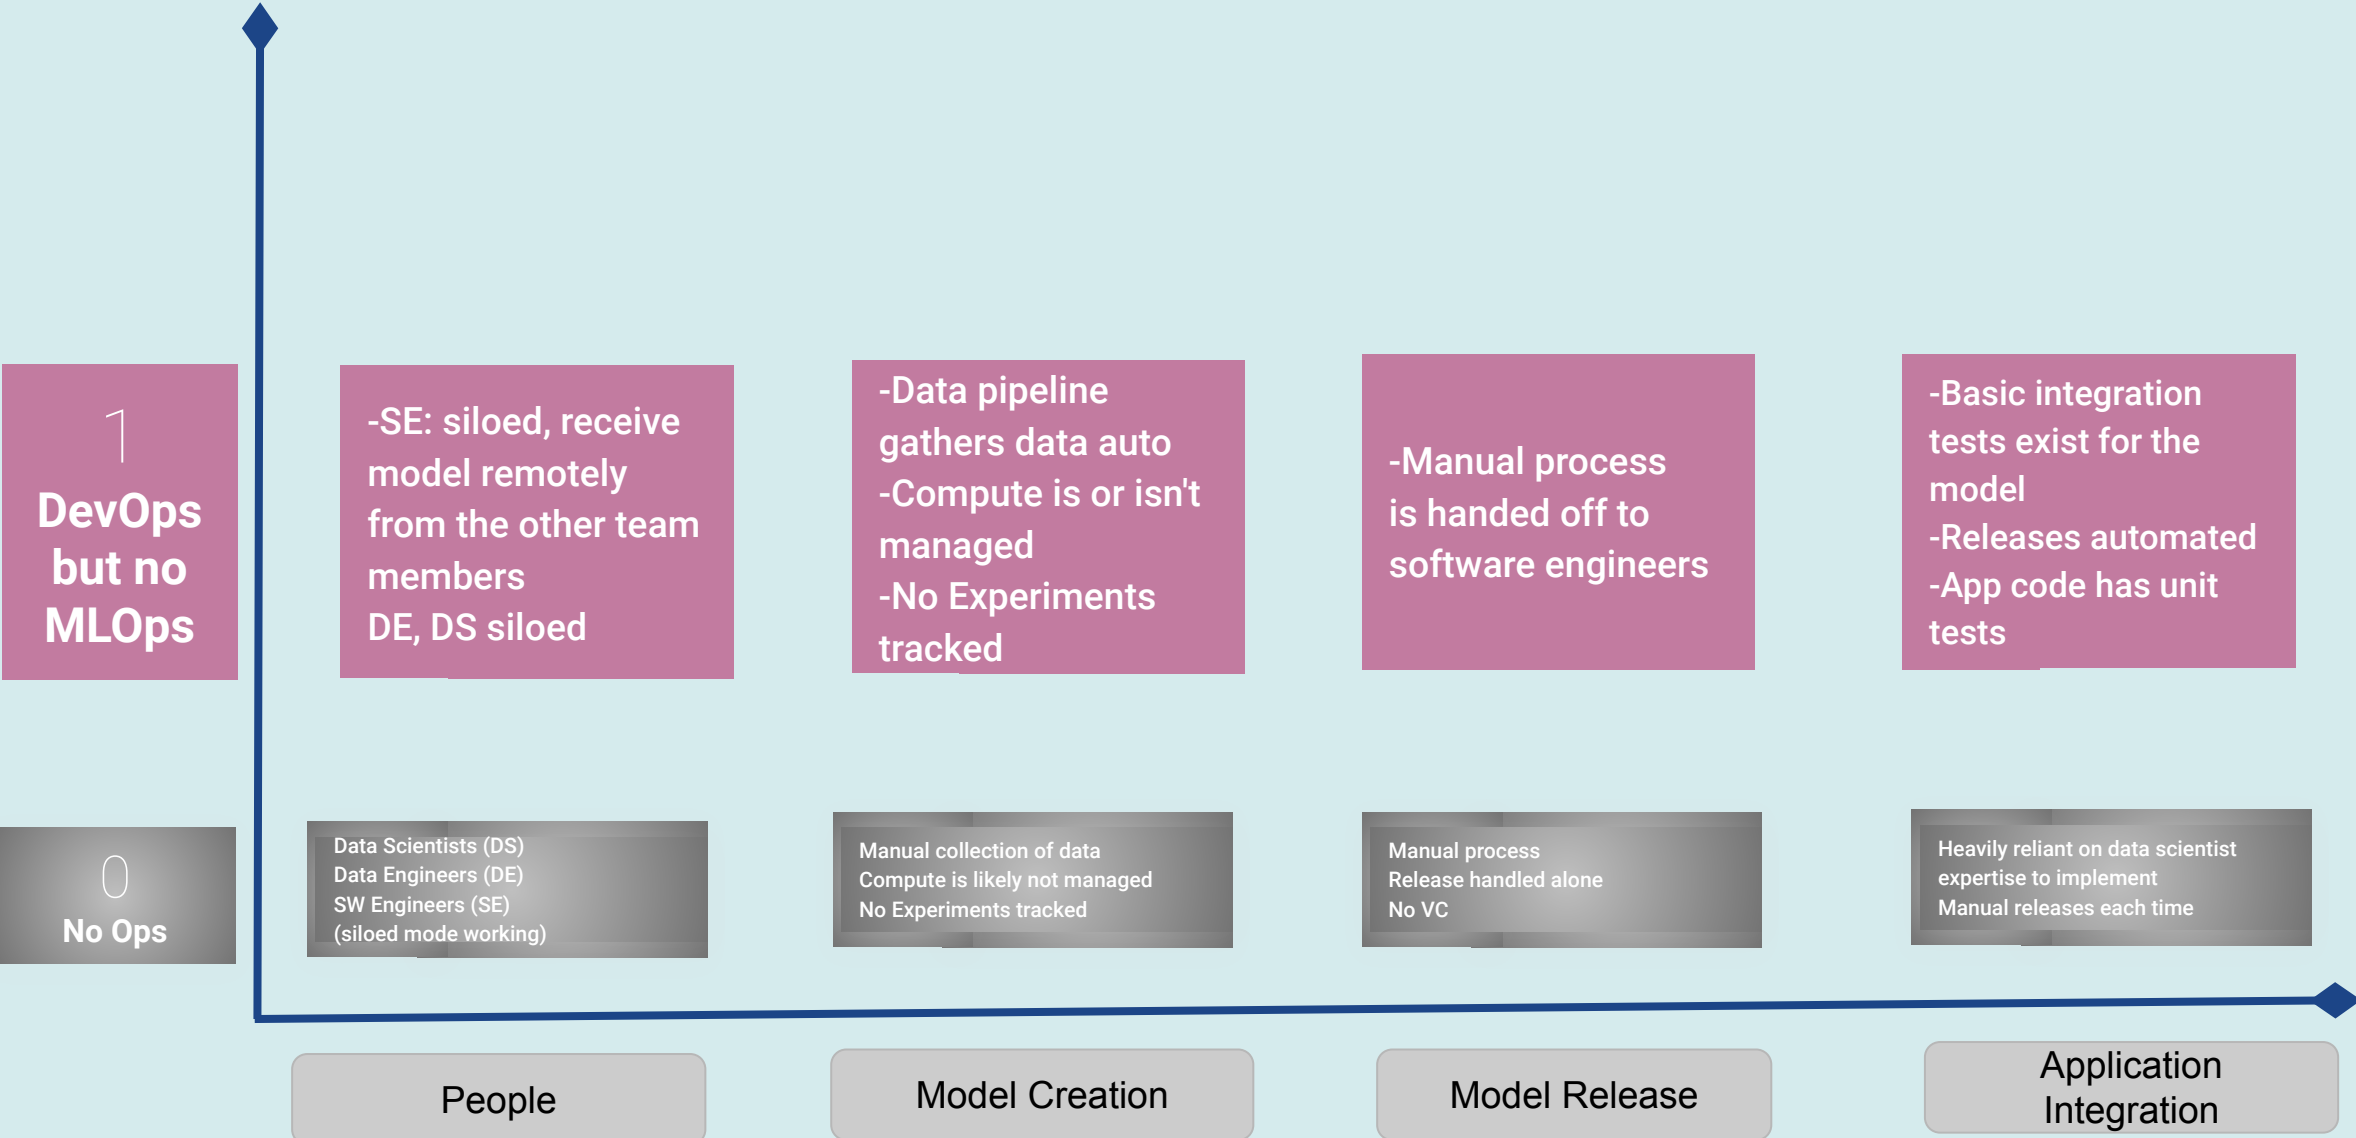 1
DevOps
but no
MLOps
-SE: siloed, receive
model remotely
from the other team
members
DE, DS siloed
-Data pipeline
gathers data auto
-Compute is or isn't
managed
-No Experiments
tracked
-Manual process
is handed off to
software engineers
-Basic integration
tests exist for the
model
-Releases automated
-App code has unit
tests
0
No Ops
Data Scientists (DS)
Data Engineers (DE)
SW Engineers (SE)
(siloed mode working)
Manual collection of data
Compute is likely not managed
No Experiments tracked
Manual process
Release handled alone
No VC
Heavily reliant on data scientist
expertise to implement
Manual releases each time
People
Model Creation
Model Release
Application
Integration